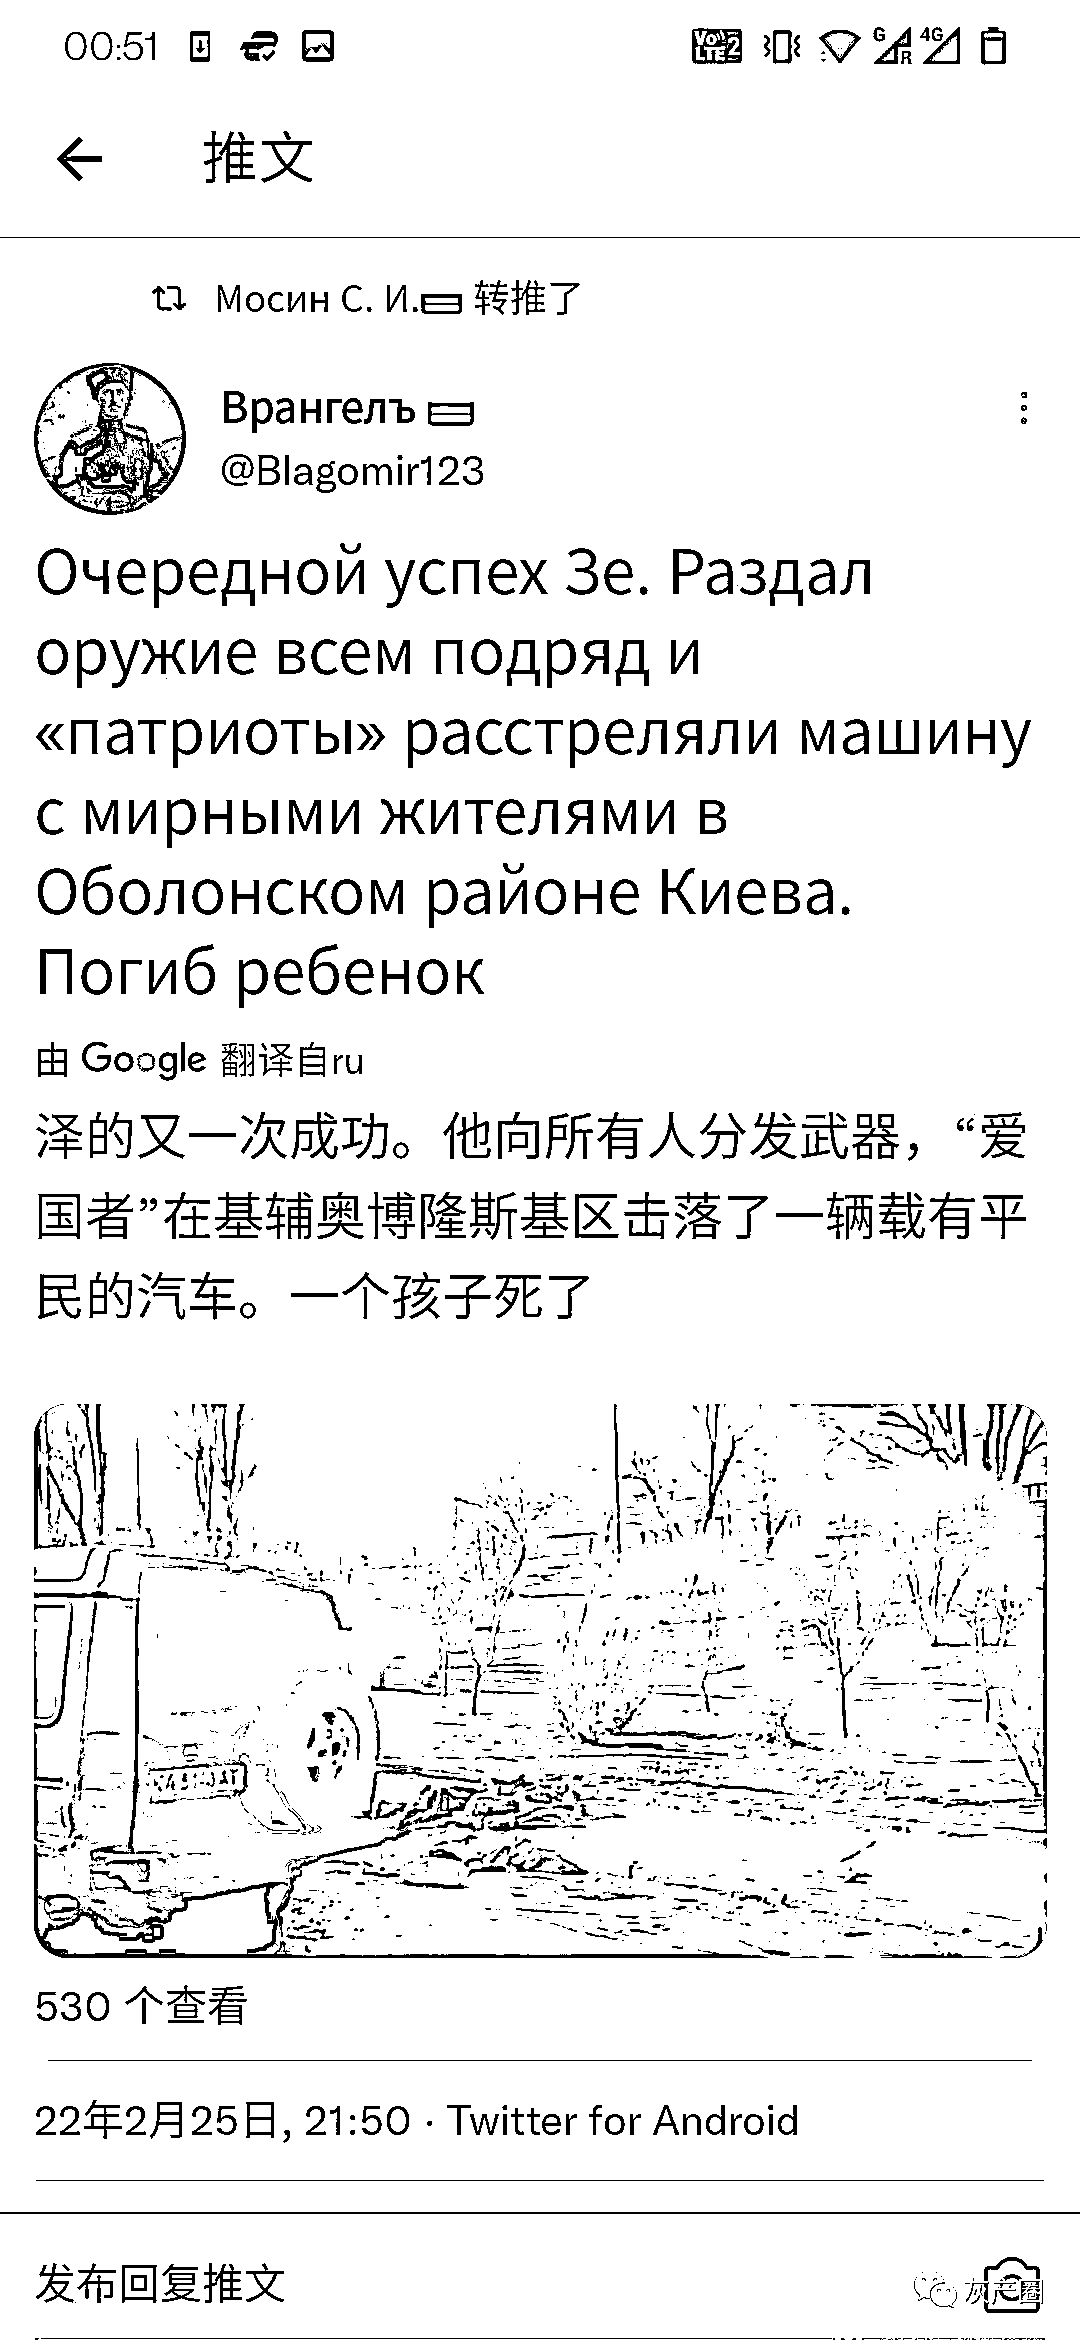 00:51
推文
Мосин С. И. 转推了
Врангелъ
@Blagomir123
Очередной успех Зе. Раздал
оружие всем подряд и
«патриоты» расстреляли машину
с мирными жителями в
Оболонском районе Киева.
Погиб ребенок
由 Google 翻译自ru
泽的又一次成功。他向所有人分发武器，“爱
国者”在基辅奥博隆斯基区击落了一辆载有平
民的汽车。一个孩子死了
530 个查看
22年2月25日, 21:50 · Twitter for Android
发布回复推文
灰产圈